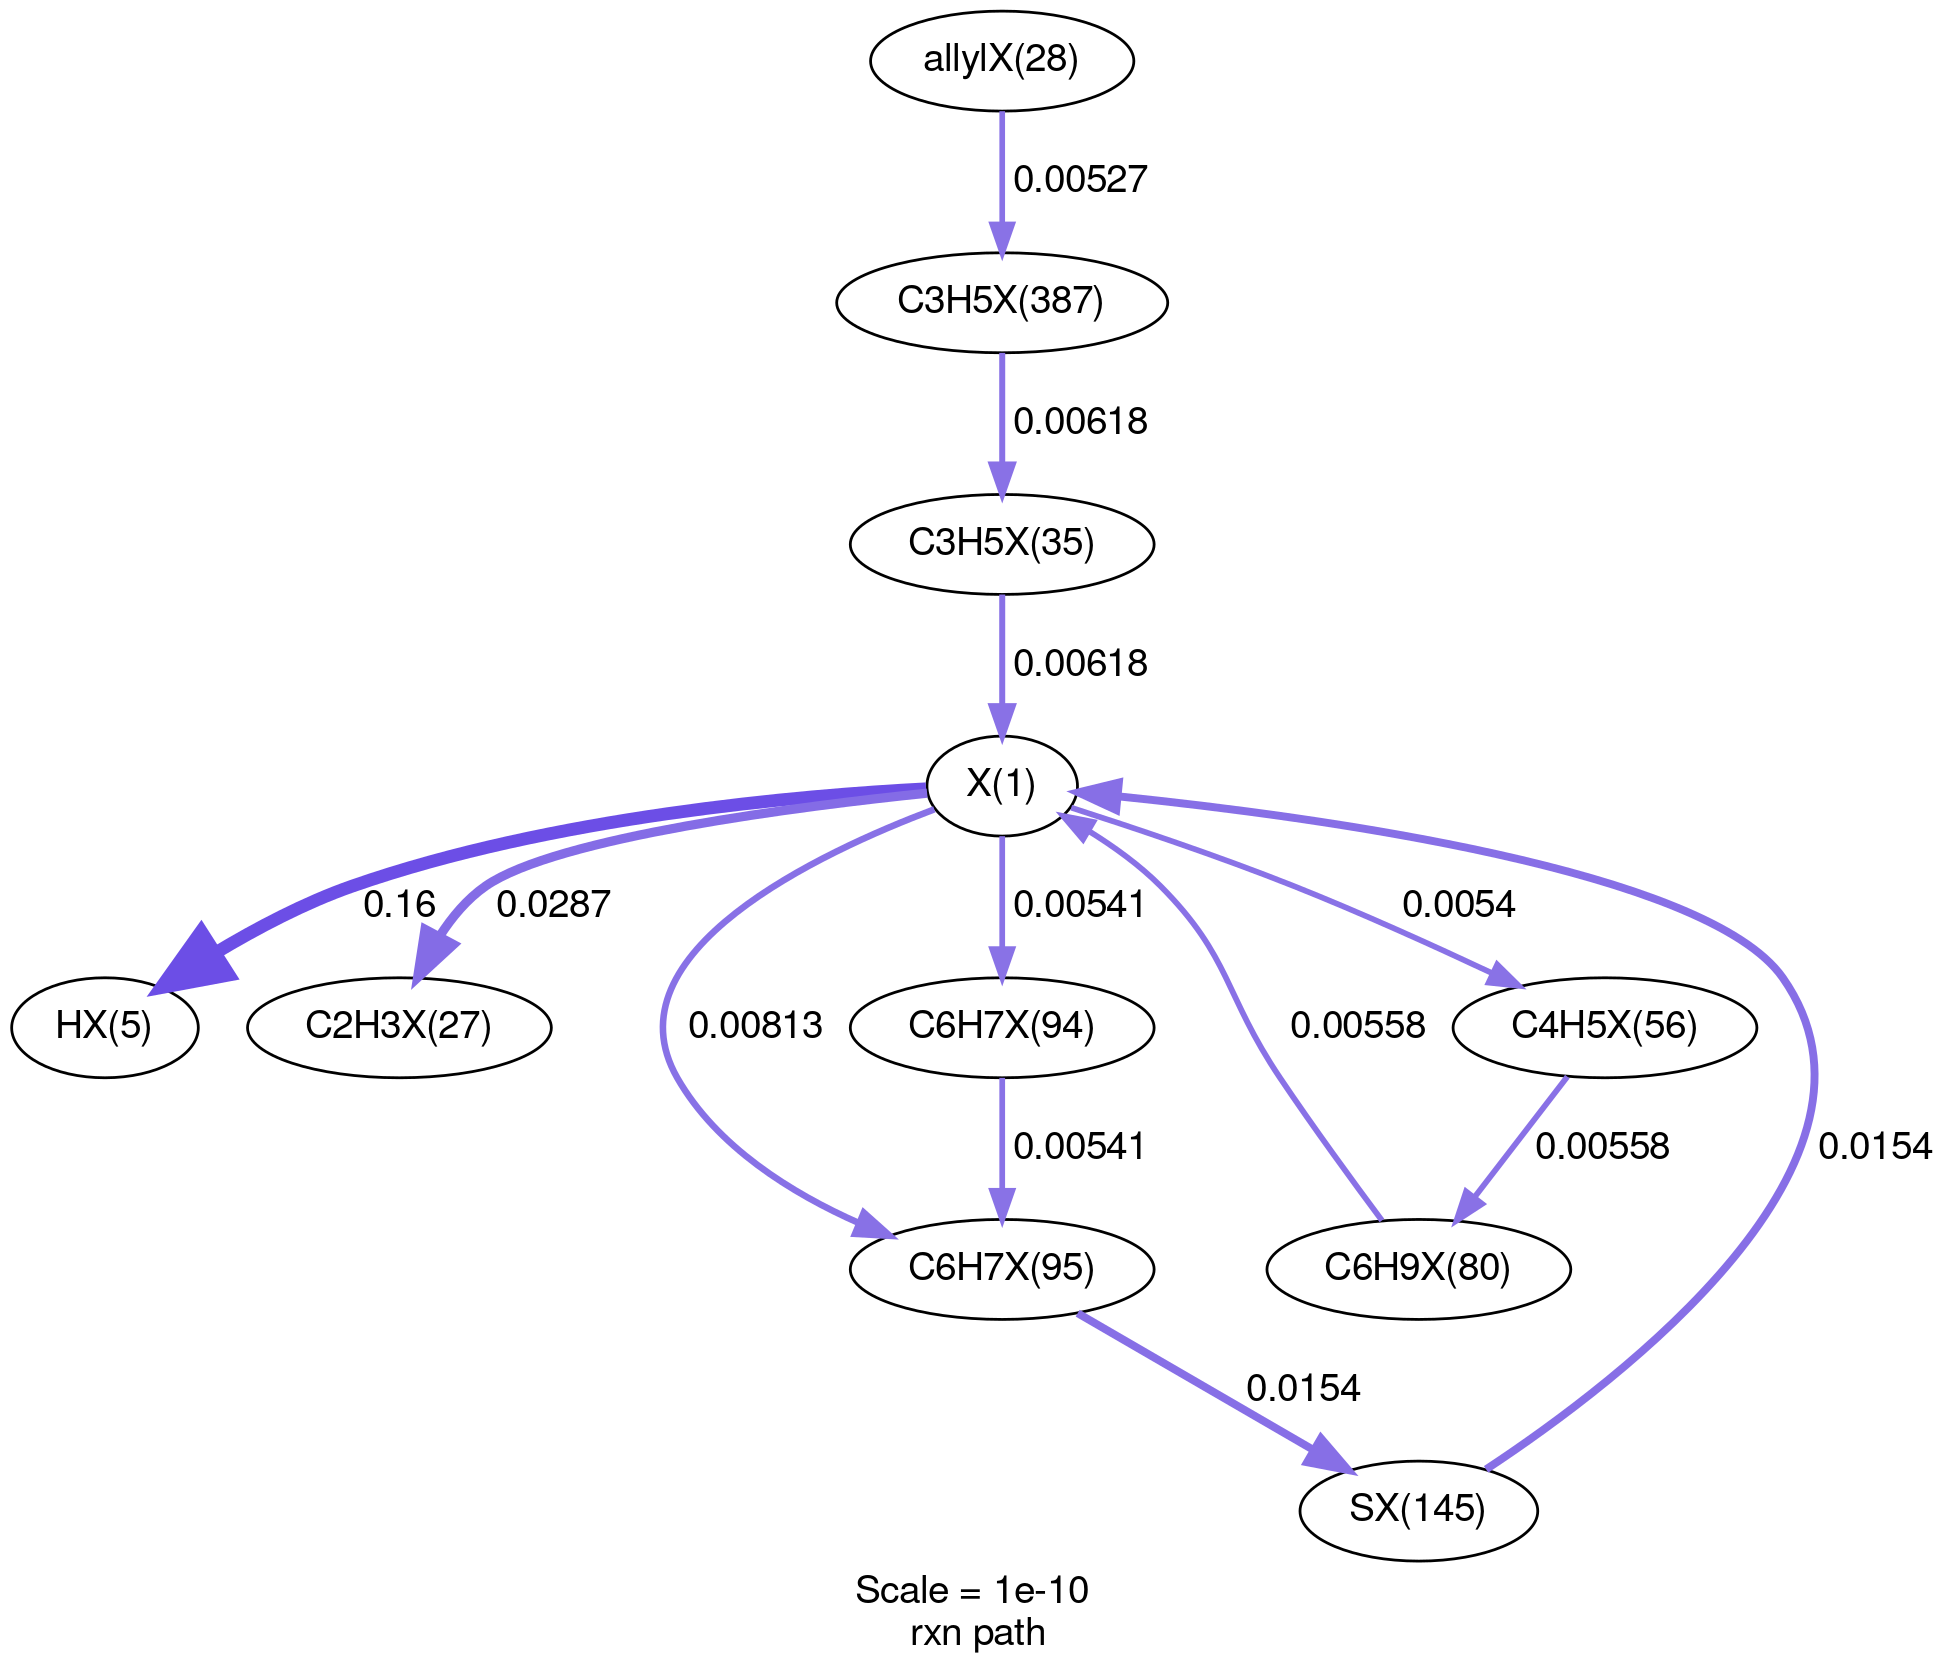 allylX(28)
0.00527
C3H5X(387)
0.00618
C3H5X(35)
0.00618
X(1)
0.16
0.0287
0.00541
0.0054
HX(5)
C2H3X(27)
0.00813
C6H7X(94)
0.00558
C4H5X(56)
0.00541
0.00558
0.0154
C6H7X(95)
C6H9X(80)
0.0154
SX(145)
Scale = 1e-10
rxn path